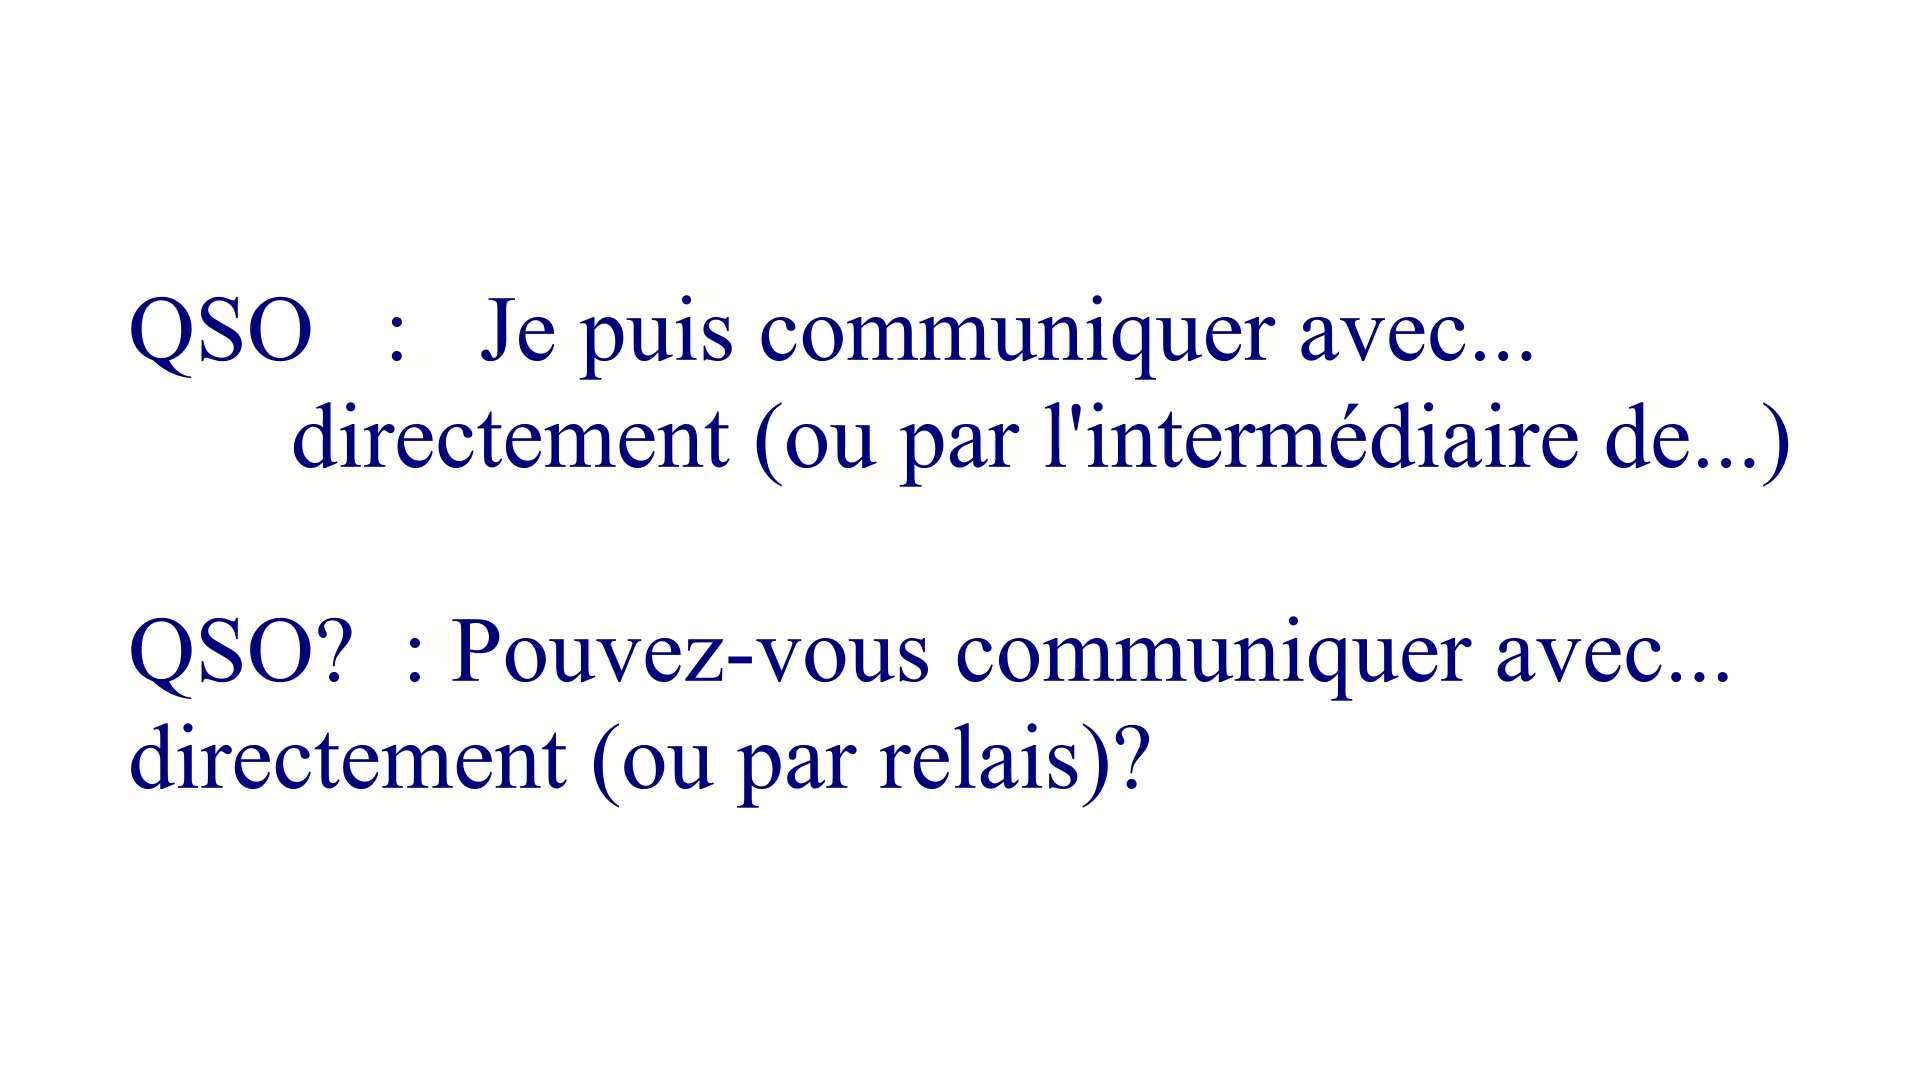 QSO : Je puis communiquer avec...
directement (ou par l'intermédiaire de...)
QSO? : Pouvez-vous communiquer avec...
directement (ou par relais)?